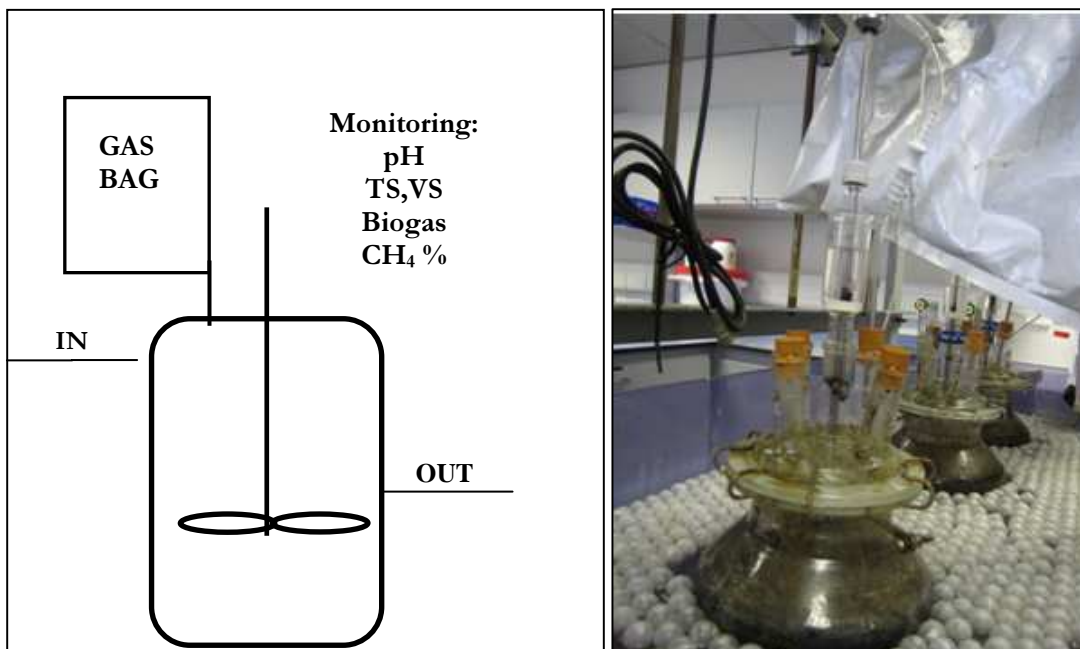 GAS
BAG
Monitoring:
pH
TS,VS
Biogas
CH₄ %
IN
OUT